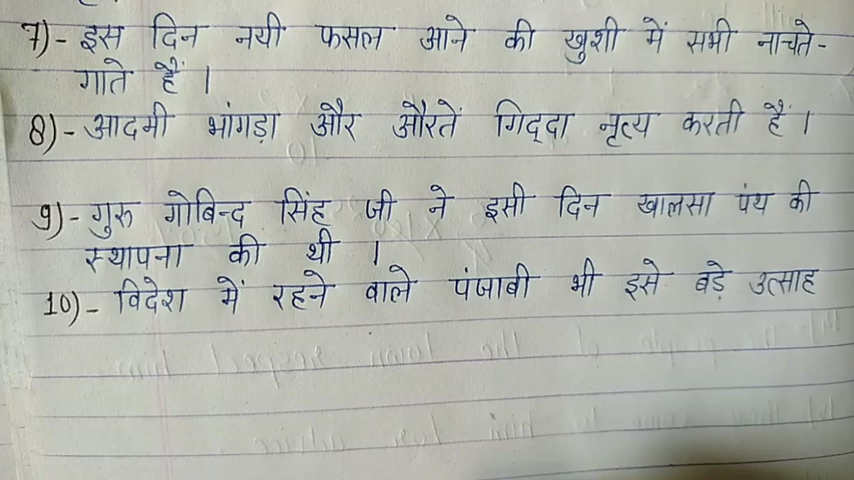 7)- इस दिन नयी फसल आने की खुशी में सभी नाचते-
गाते हैं ।
8)- आदमी भांगड़ा और औरतें गिद्दा नृत्य करती हैं ।
9)- गुरु गोबिन्द सिंह जी ने इसी दिन खालसा पंथ की
स्थापना की थी ।
10)- विदेश में रहने वाले पंजाबी भी इसे बड़े उत्साह